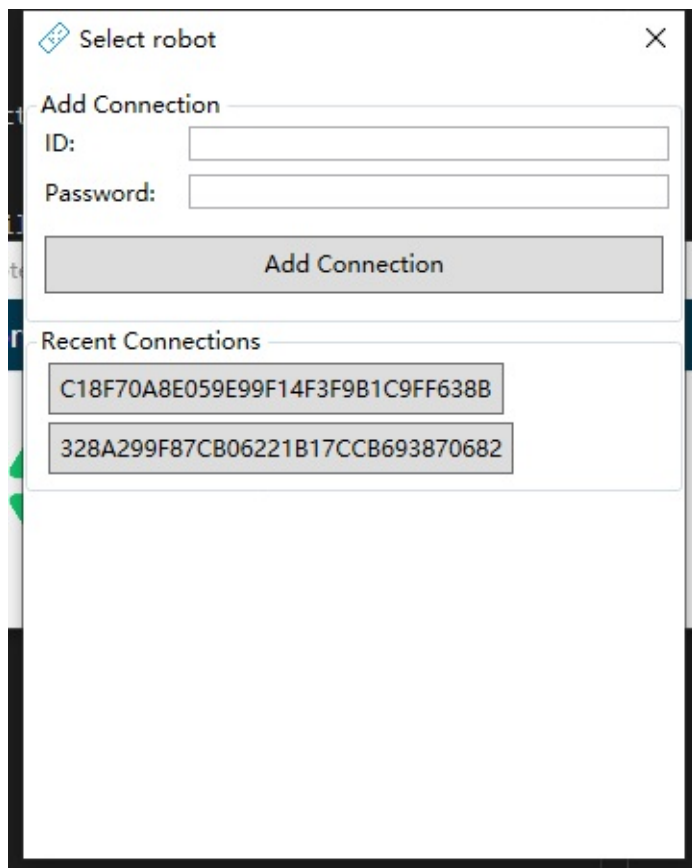 Select robot
Add Connection
ID:
Password:
Add Connection
Recent Connections
C18F70A8E059E99F14F3F9B1C9FF638B
328A299F87CB06221B17CCB693870682